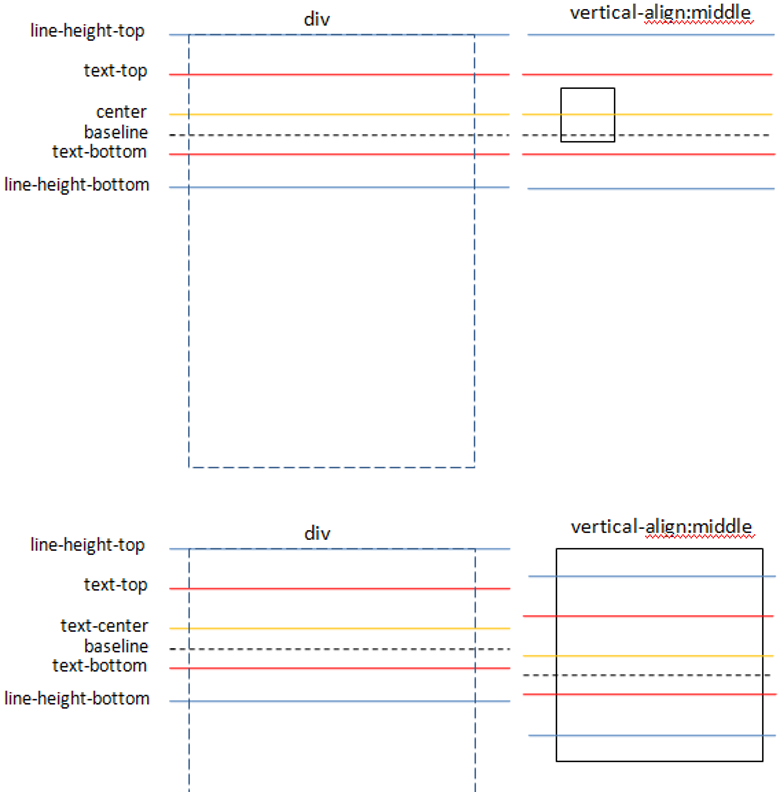 div
vertical-align:middle
line-height-top
text-top
center
baseline
text-bottom
line-height-bottom
div
vertical-align:middle
line-height-top
text-top
text-center
baseline
text-bottom
line-height-bottom